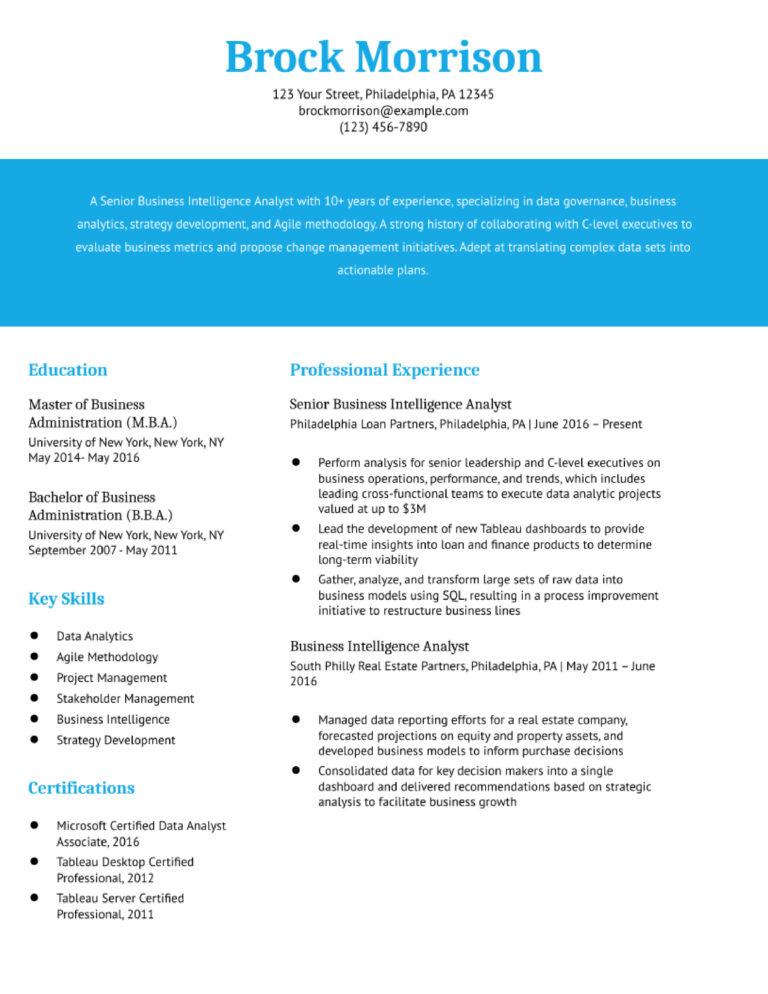 Brock Morrison
123 Your Street, Philadelphia, PA 12345
brockmorrison@example.com
(123) 456-7890
A Senior Business Intelligence Analyst with 10+ years of experience, specializing in data governance, business
analytics, strategy development, and Agile methodology. A strong history of collaborating with C-level executives to
evaluate business metrics and propose change management initiatives. Adept at translating complex data sets into
actionable plans.
Education
Master of Business
Administration (M.B.A.)
University of New York, New York, NY
May 2014- May 2016
Bachelor of Business
Administration (B.B.A.)
University of New York, New York, NY
September 2007 - May 2011
Key Skills
● Data Analytics
● Agile Methodology
● Project Management
● Stakeholder Management
● Business Intelligence
● Strategy Development
Certifications
● Microsoft Certified Data Analyst
Associate, 2016
● Tableau Desktop Certified
Professional, 2012
● Tableau Server Certified
Professional, 2011
Professional Experience
Senior Business Intelligence Analyst
Philadelphia Loan Partners, Philadelphia, PA | June 2016 – Present
● Perform analysis for senior leadership and C-level executives on
business operations, performance, and trends, which includes
leading cross-functional teams to execute data analytic projects
valued at up to $3M
● Lead the development of new Tableau dashboards to provide
real-time insights into loan and finance products to determine
long-term viability
● Gather, analyze, and transform large sets of raw data into
business models using SQL, resulting in a process improvement
initiative to restructure business lines
Business Intelligence Analyst
South Philly Real Estate Partners, Philadelphia, PA | May 2011 – June
2016
● Managed data reporting efforts for a real estate company,
forecasted projections on equity and property assets, and
developed business models to inform purchase decisions
● Consolidated data for key decision makers into a single
dashboard and delivered recommendations based on strategic
analysis to facilitate business growth